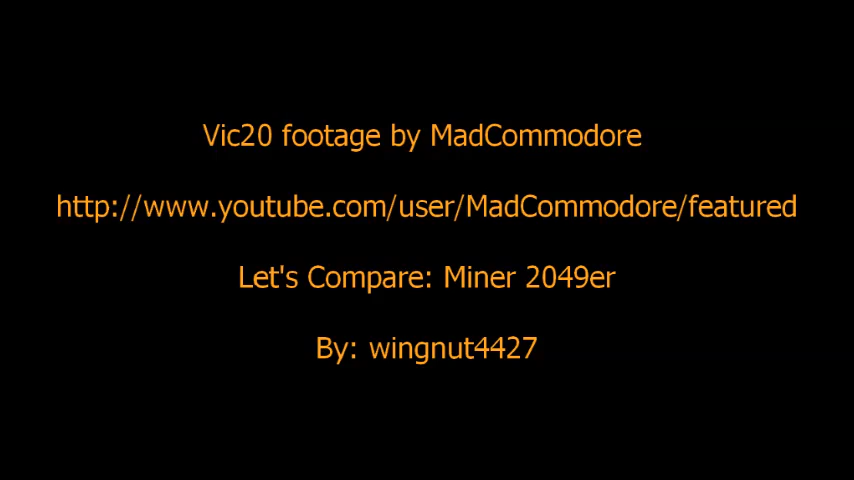 Vic20 footage by MadCommodore
http://www.youtube.com/user/MadCommodore/featured
Let's Compare: Miner 2049er
By: wingnut4427